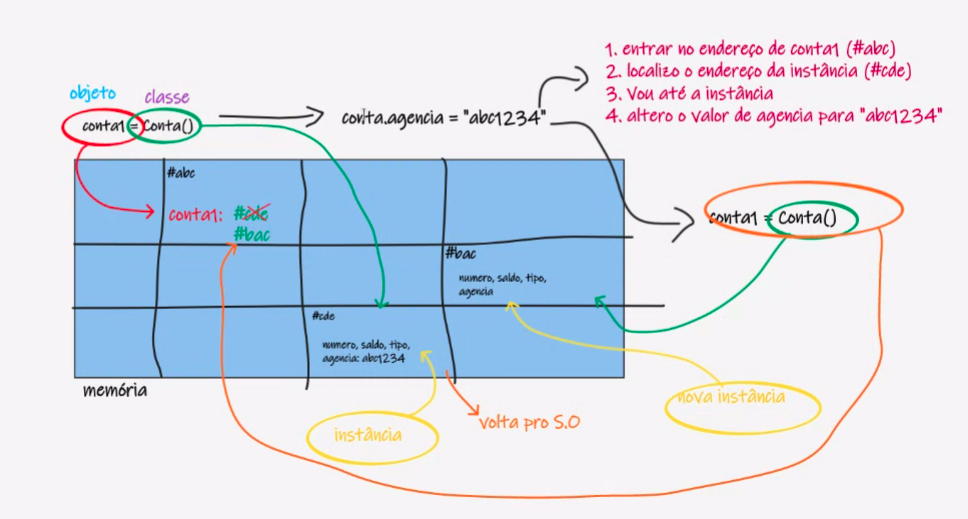 1. entrar no endereço de conta1 (#abc)
2. localizo o endereço da instância (#cde)
3. Vou até a instância
4. altero o valor de agencia para "abc1234"
objeto
classe
conta1 = Conta()
conta.agencia = "abc1234"
#abc
conta1: #cde
#bac
conta1 = Conta()
#bac
numero, saldo, tipo,
agencia
#cde
numero, saldo, tipo,
agencia: abc1234
memória
nova instância
volta pro S.O
instância